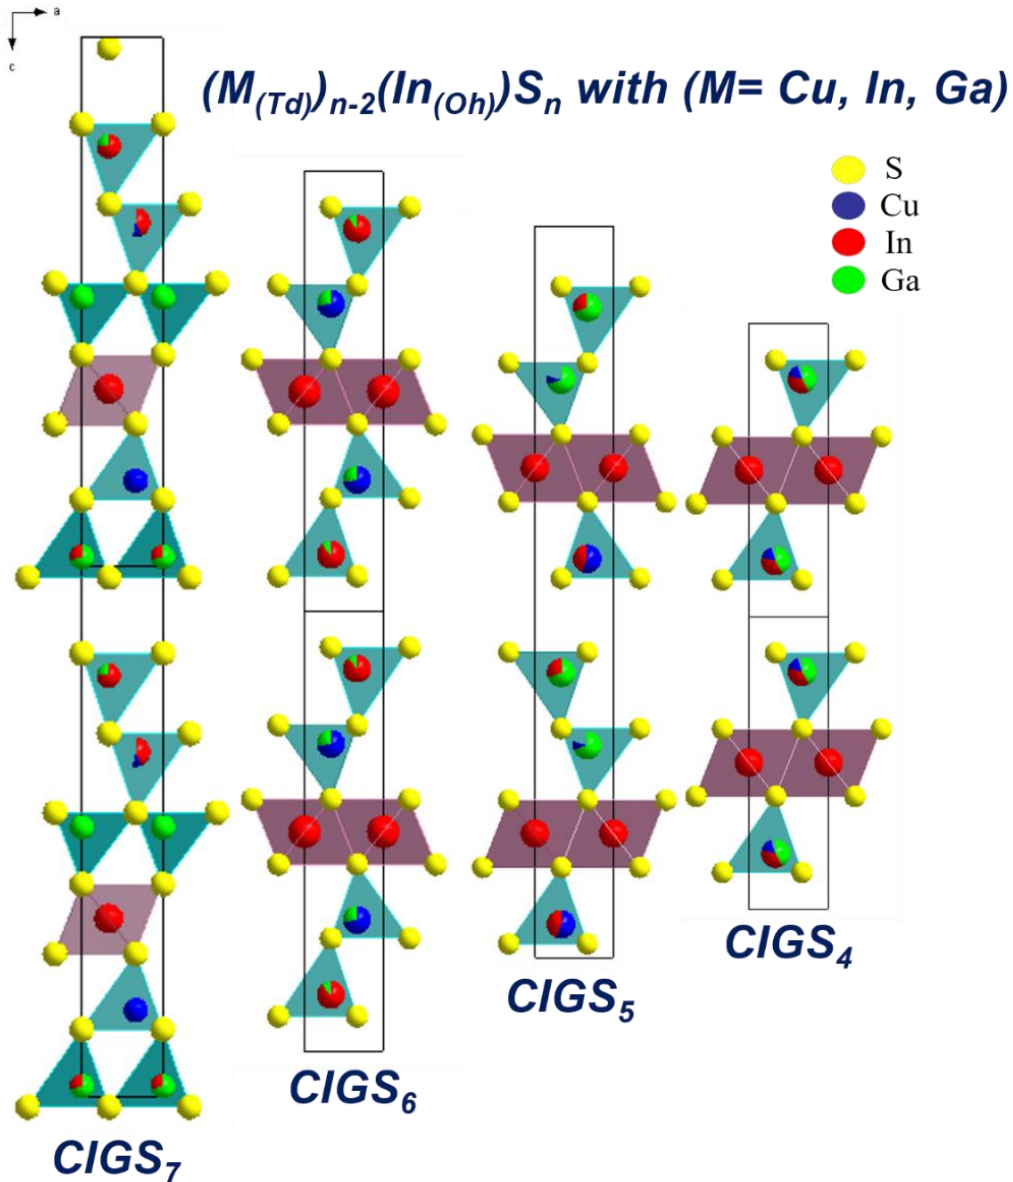 a
c
(M(Td))n-2(In(Oh))Sn with (M= Cu, In, Ga)
S
Cu
In
Ga
CIGS4
CIGS5
CIGS6
CIGS7